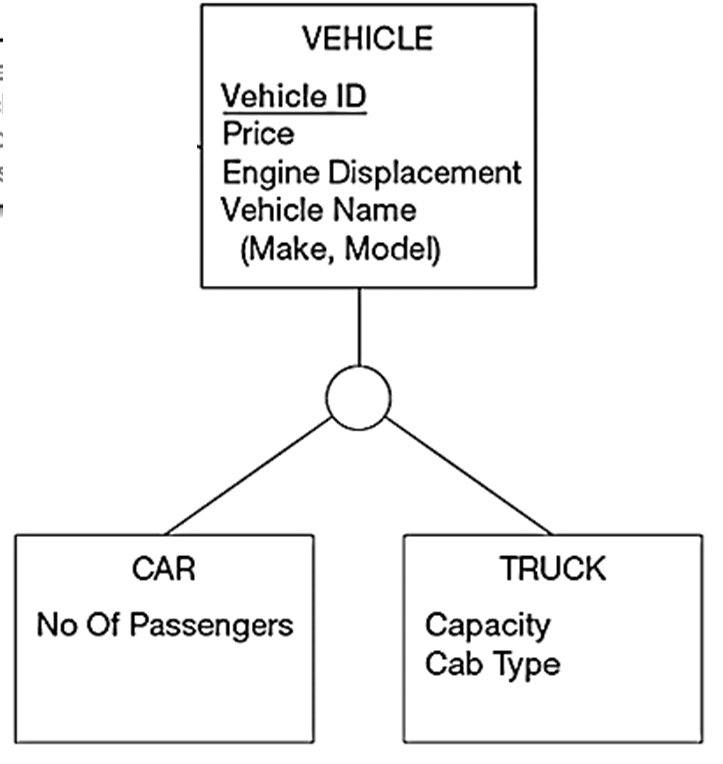 VEHICLE
Vehicle ID
Price
Engine Displacement
Vehicle Name
(Make, Model)
CAR
No Of Passengers
TRUCK
Capacity
Cab Type